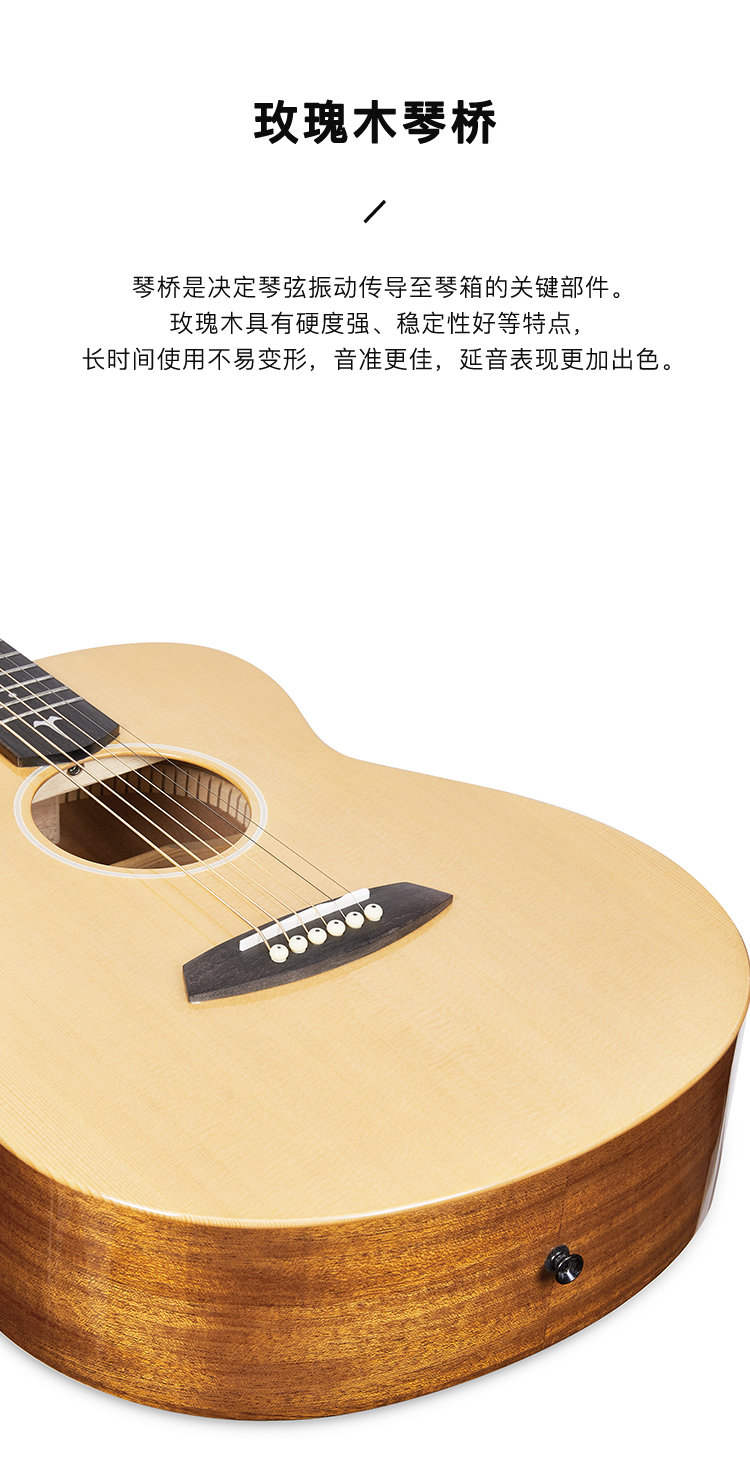 玫瑰木琴桥
琴桥是决定琴弦振动传导至琴箱的关键部件。
玫瑰木具有硬度强、稳定性好等特点，
长时间使用不易变形，音准更佳，延音表现更加出色。